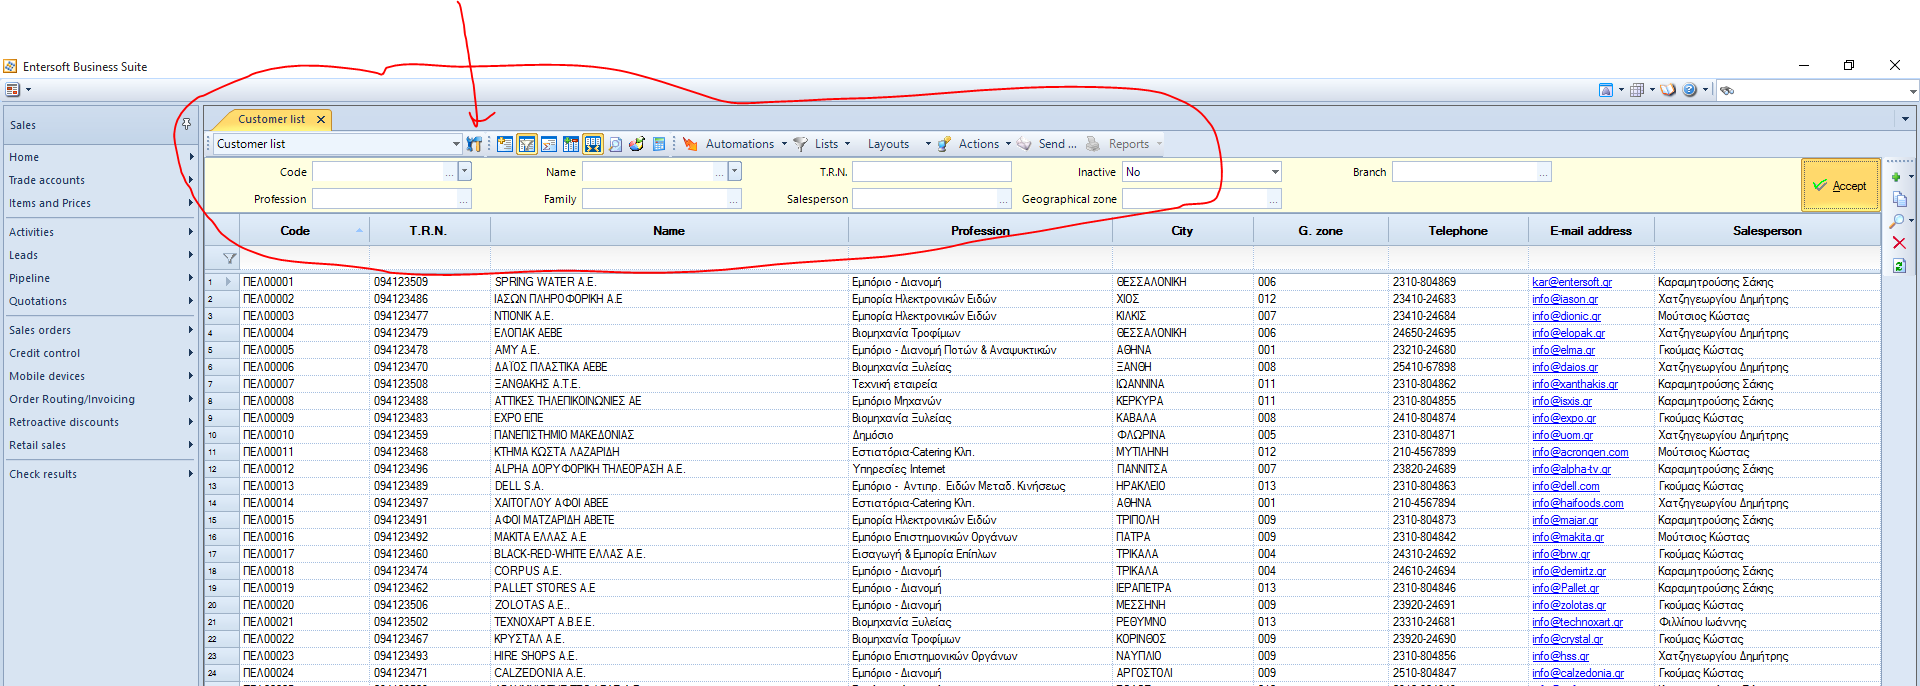 Entersoft Business Suite
Sales
Home
Trade accounts
Items and Prices
Activities
Leads
Pipeline
Quotations
Sales orders
Credit control
Mobile devices
Order Routing/Invoicing
Retroactive discounts
Retail sales
Check results
Customer list
Customer list Automations Lists Layouts Actions Send ... Reports
Code ... Name ... T.R.N. Inactive No Branch ...
Profession ... Family ... Salesperson ... Geographical zone ...
Accept
Code T.R.N. Name Profession City G. zone Telephone E-mail address Salesperson
1 ΠΕΛ00001 094123509 SPRING WATER A.E. Εμπόριο - Διανομή ΘΕΣΣΑΛΟΝΙΚΗ 006 2310-804869 kar@entersoft.gr Καραμητρούσης Σάκης
2 ΠΕΛ00002 094123486 ΙΑΣΩΝ ΠΛΗΡΟΦΟΡΙΚΗ Α.Ε Εμπορία Ηλεκτρονικών Ειδών ΧΙΟΣ 012 23410-24683 info@iason.gr Χατζηγεωργίου Δημήτρης
3 ΠΕΛ00003 094123477 ΝΤΙΟΝΙΚ Α.Ε. Εμπορία Ηλεκτρονικών Ειδών ΚΙΛΚΙΣ 007 23410-24684 info@dionic.gr Μούτσιος Κώστας
4 ΠΕΛ00004 094123479 ΕΛΟΠΑΚ ΑΕΒΕ Βιομηχανία Τροφίμων ΘΕΣΣΑΛΟΝΙΚΗ 006 24650-24695 info@elopak.gr Χατζηγεωργίου Δημήτρης
5 ΠΕΛ00005 094123478 ΑΜΥ Α.Ε. Εμπόριο - Διανομή Ποτών & Αναψυκτικών ΑΘΗΝΑ 001 23210-24680 info@elma.gr Γκούμας Κώστας
6 ΠΕΛ00006 094123470 ΔΑΪΟΣ ΠΛΑΣΤΙΚΑ ΑΕΒΕ Βιομηχανία Ξυλείας ΞΑΝΘΗ 008 25410-67898 info@daios.gr Χατζηγεωργίου Δημήτρης
7 ΠΕΛ00007 094123508 ΞΑΝΘΑΚΗΣ Α.Τ.Ε. Τεχνική εταιρεία ΙΩΑΝΝΙΝΑ 011 2310-804862 info@xanthakis.gr Καραμητρούσης Σάκης
8 ΠΕΛ00008 094123488 ΑΤΤΙΚΕΣ ΤΗΛΕΠΙΚΟΙΝΩΝΙΕΣ ΑΕ Εμπόριο Μηχανών ΚΕΡΚΥΡΑ 011 2310-804855 info@isxis.gr Καραμητρούσης Σάκης
9 ΠΕΛ00009 094123483 EXPO ΕΠΕ Βιομηχανία Ξυλείας ΚΑΒΑΛΑ 008 2410-804874 info@expo.gr Γκούμας Κώστας
10 ΠΕΛ00010 094123459 ΠΑΝΕΠΙΣΤΗΜΙΟ ΜΑΚΕΔΟΝΙΑΣ Δημόσιο ΦΛΩΡΙΝΑ 005 2310-804871 info@uom.gr Χατζηγεωργίου Δημήτρης
11 ΠΕΛ00011 094123468 ΚΤΗΜΑ ΚΩΣΤΑ ΛΑΖΑΡΙΔΗ Εστιατόρια-Catering Κλπ. ΜΥΤΙΛΗΝΗ 012 210-4567899 info@acrongen.com Μούτσιος Κώστας
12 ΠΕΛ00012 094123496 ALPHA ΔΟΡΥΦΟΡΙΚΗ ΤΗΛΕΟΡΑΣΗ Α.Ε. Υπηρεσίες Internet ΓΙΑΝΝΙΤΣΑ 007 23820-24689 info@alpha-tv.gr Καραμητρούσης Σάκης
13 ΠΕΛ00013 094123489 DELL S.A. Εμπόριο - Αντιπρ. Ειδών Μεταδ. Κινήσεως ΗΡΑΚΛΕΙΟ 013 2310-804863 info@dell.com Γκούμας Κώστας
14 ΠΕΛ00014 094123497 ΧΑΙΤΟΓΛΟΥ ΑΦΟΙ ΑΒΕΕ Εστιατόρια-Catering Κλπ. ΑΘΗΝΑ 001 210-4567894 info@haifoods.com Χατζηγεωργίου Δημήτρης
15 ΠΕΛ00015 094123491 ΑΦΟΙ ΜΑΤΖΑΡΙΔΗ ΑΒΕΤΕ Εμπορία Ηλεκτρονικών Ειδών ΤΡΙΠΟΛΗ 009 2310-804873 info@majar.gr Καραμητρούσης Σάκης
16 ΠΕΛ00016 094123492 ΜΑΚΙΤΑ ΕΛΛΑΣ Α.Ε Εμπόριο Επιστημονικών Οργάνων ΠΑΤΡΑ 009 2310-804842 info@makita.gr Μούτσιος Κώστας
17 ΠΕΛ00017 094123460 BLACK-RED-WHITE ΕΛΛΑΣ Α.Ε. Εισαγωγή & Εμπορία Επίπλων ΤΡΙΚΑΛΑ 004 24310-24692 info@brw.gr Γκούμας Κώστας
18 ΠΕΛ00018 094123474 CORPUS Α.Ε. Εμπόριο - Διανομή ΤΡΙΚΑΛΑ 004 24610-24694 info@demirtz.gr Καραμητρούσης Σάκης
19 ΠΕΛ00019 094123462 PALLET STORES Α.Ε Εμπόριο - Διανομή ΙΕΡΑΠΕΤΡΑ 013 2310-804846 info@Pallet.gr Καραμητρούσης Σάκης
20 ΠΕΛ00020 094123506 ZOLOTAS Α.Ε.. Εμπόριο - Διανομή ΜΕΣΣΗΝΗ 009 23920-24691 info@zolotas.gr Γκούμας Κώστας
21 ΠΕΛ00021 094123502 ΤΕΧΝΟΧΑΡΤ Α.Β.Ε.Ε. Βιομηχανία Ξυλείας ΡΕΘΥΜΝΟ 013 23310-24681 info@technoxart.gr Φιλλίπου Ιωάννης
22 ΠΕΛ00022 094123467 ΚΡΥΣΤΑΛ Α.Ε. Βιομηχανία Τροφίμων ΚΟΡΙΝΘΟΣ 009 23920-24690 info@crystal.gr Γκούμας Κώστας
23 ΠΕΛ00023 094123493 HIRE SHOPS Α.Ε. Εμπόριο Επιστημονικών Οργάνων ΝΑΥΠΛΙΟ 009 2310-804856 info@hss.gr Χατζηγεωργίου Δημήτρης
24 ΠΕΛ00024 094123471 CALZEDONIA Α.Ε. Εμπόριο - Διανομή ΑΡΓΟΣΤΟΛΙ 009 2510-804847 info@calzedonia.gr Καραμητρούσης Σάκης